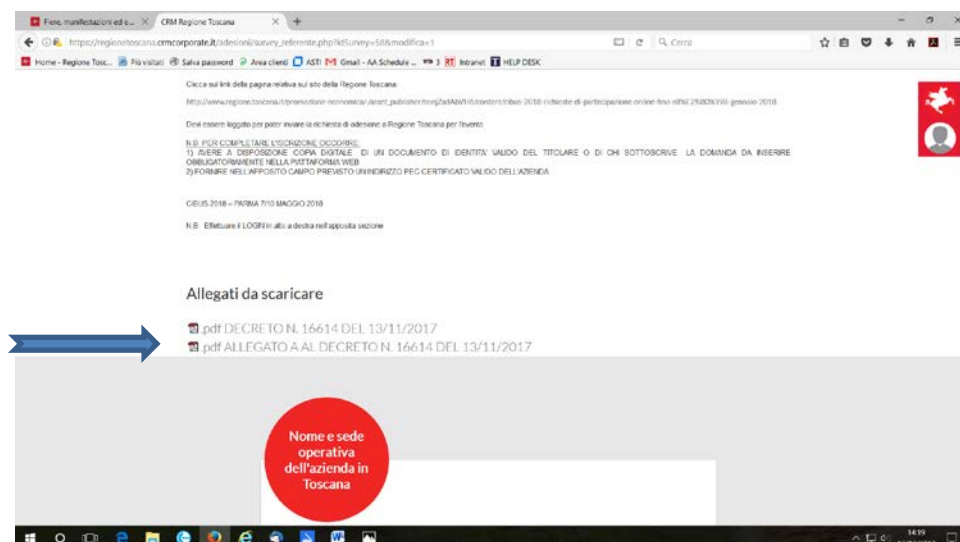 Fiere, manifestazioni ed e...
CRM Regione Toscana
https://regionetoscana.crmcorporate.it/adesioni/survey_referente.php?idSurvey=58&modifica=1
Cerca
Home - Regione Tosc...
Più visitati
Salva password
Area clienti
ASTI
Gmail - AA Schedule ...
3
Intranet
HELP DESK
Clicca sul link della pagina relativa sul sito della Regione Toscana
Devi essere loggato per poter inviare la richiesta di adesione a Regione Toscana per l'evento
N.B. PER COMPLETARE L'ISCRIZIONE OCCORRE:
1) AVERE A DISPOSIZIONE COPIA DIGITALE DI UN DOCUMENTO DI IDENTITA' VALIDO DEL TITOLARE O DI CHI SOTTOSCRIVE LA DOMANDA DA INSERIRE
OBBLIGATORIAMENTE NELLA PIATTAFORMA WEB
2) FORNIRE NELL'APPOSITO CAMPO PREVISTO UN INDIRIZZO PEC CERTIFICATO VALIDO DELL'AZIENDA
CIBUS 2018 – PARMA 7/10 MAGGIO 2018
N.B. Effettuare il LOGIN in alto a destra nell'apposita sezione
Allegati da scaricare
.pdf DECRETO N. 16614 DEL 13/11/2017
.pdf ALLEGATO A AL DECRETO N. 16614 DEL 13/11/2017
Nome e sede
operativa
dell'azienda in
Toscana
14:19